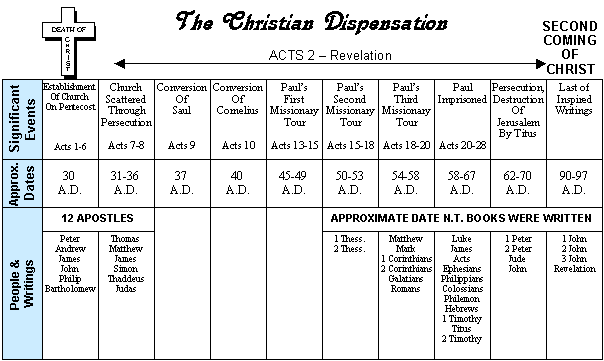 The Christian Dispensation
DEATH OF
CHRIST
SECOND
COMING
OF
CHRIST
ACTS 2 – Revelation
Significant
Events
Establishment
Of Church
On Pentecost
Acts 1-6
Church
Scattered
Through
Persecution
Acts 7-8
Conversion
Of
Saul
Acts 9
Conversion
Of
Cornelius
Acts 10
Paul's
First
Missionary
Tour
Acts 13-15
Paul's
Second
Missionary
Tour
Acts 15-18
Paul's
Third
Missionary
Tour
Acts 18-20
Paul
Imprisoned
Acts 20-28
Persecution,
Destruction
Of
Jerusalem
By Titus
Last of
Inspired
Writings
Approx.
Dates
30
A.D.
31-36
A.D.
37
A.D.
40
A.D.
45-49
A.D.
50-53
A.D.
54-58
A.D.
58-67
A.D.
62-70
A.D.
90-97
A.D.
People &
Writings
12 APOSTLES
Peter
Andrew
James
John
Philip
Bartholomew
Thomas
Matthew
James
Simon
Thaddeus
Judas
APPROXIMATE DATE N.T. BOOKS WERE WRITTEN
1 Thess.
2 Thess.
Matthew
Mark
1 Corinthians
2 Corinthians
Galatians
Romans
Luke
James
Acts
Ephesians
Philippians
Colossians
Philemon
Hebrews
1 Timothy
Titus
2 Timothy
1 Peter
2 Peter
Jude
John
1 John
2 John
3 John
Revelation